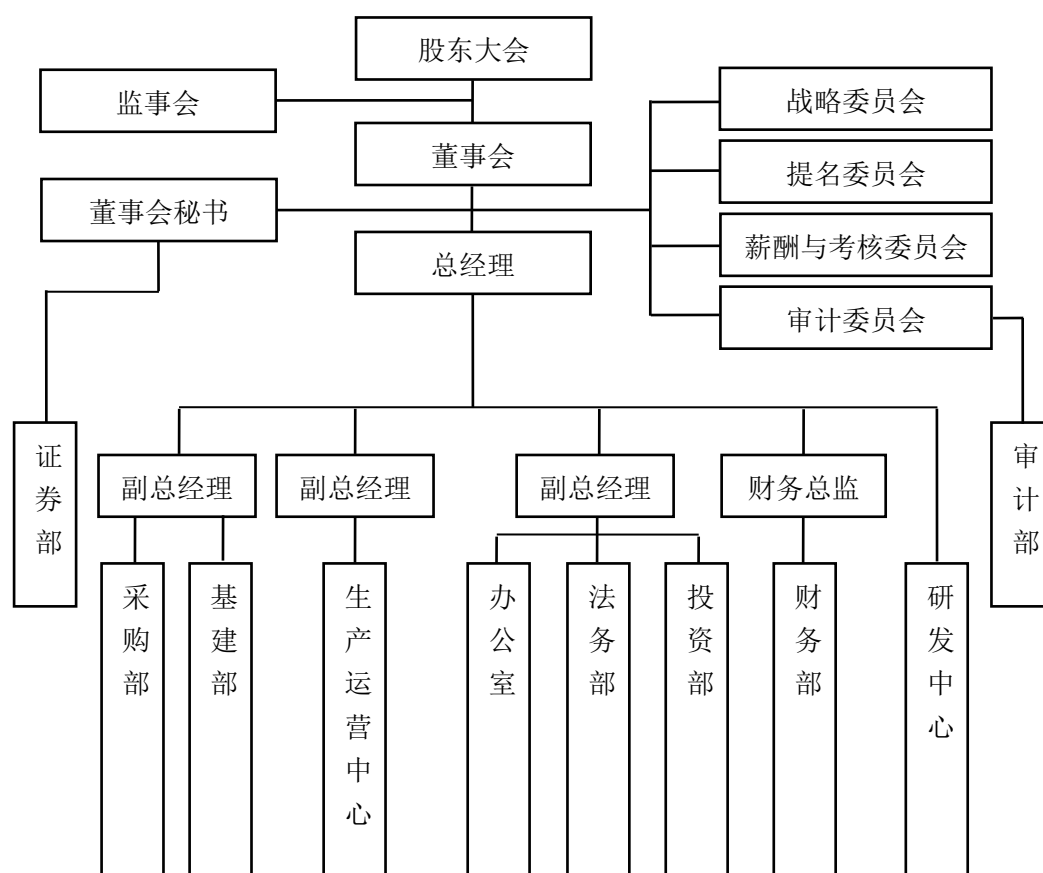 股东大会
监事会
战略委员会
董事会
提名委员会
董事会秘书
薪酬与考核委员会
总经理
审计委员会
证券部
审计部
副总经理
副总经理
副总经理
财务总监
采购部
基建部
生产运营中心
办公室
法务部
投资部
财务部
研发中心